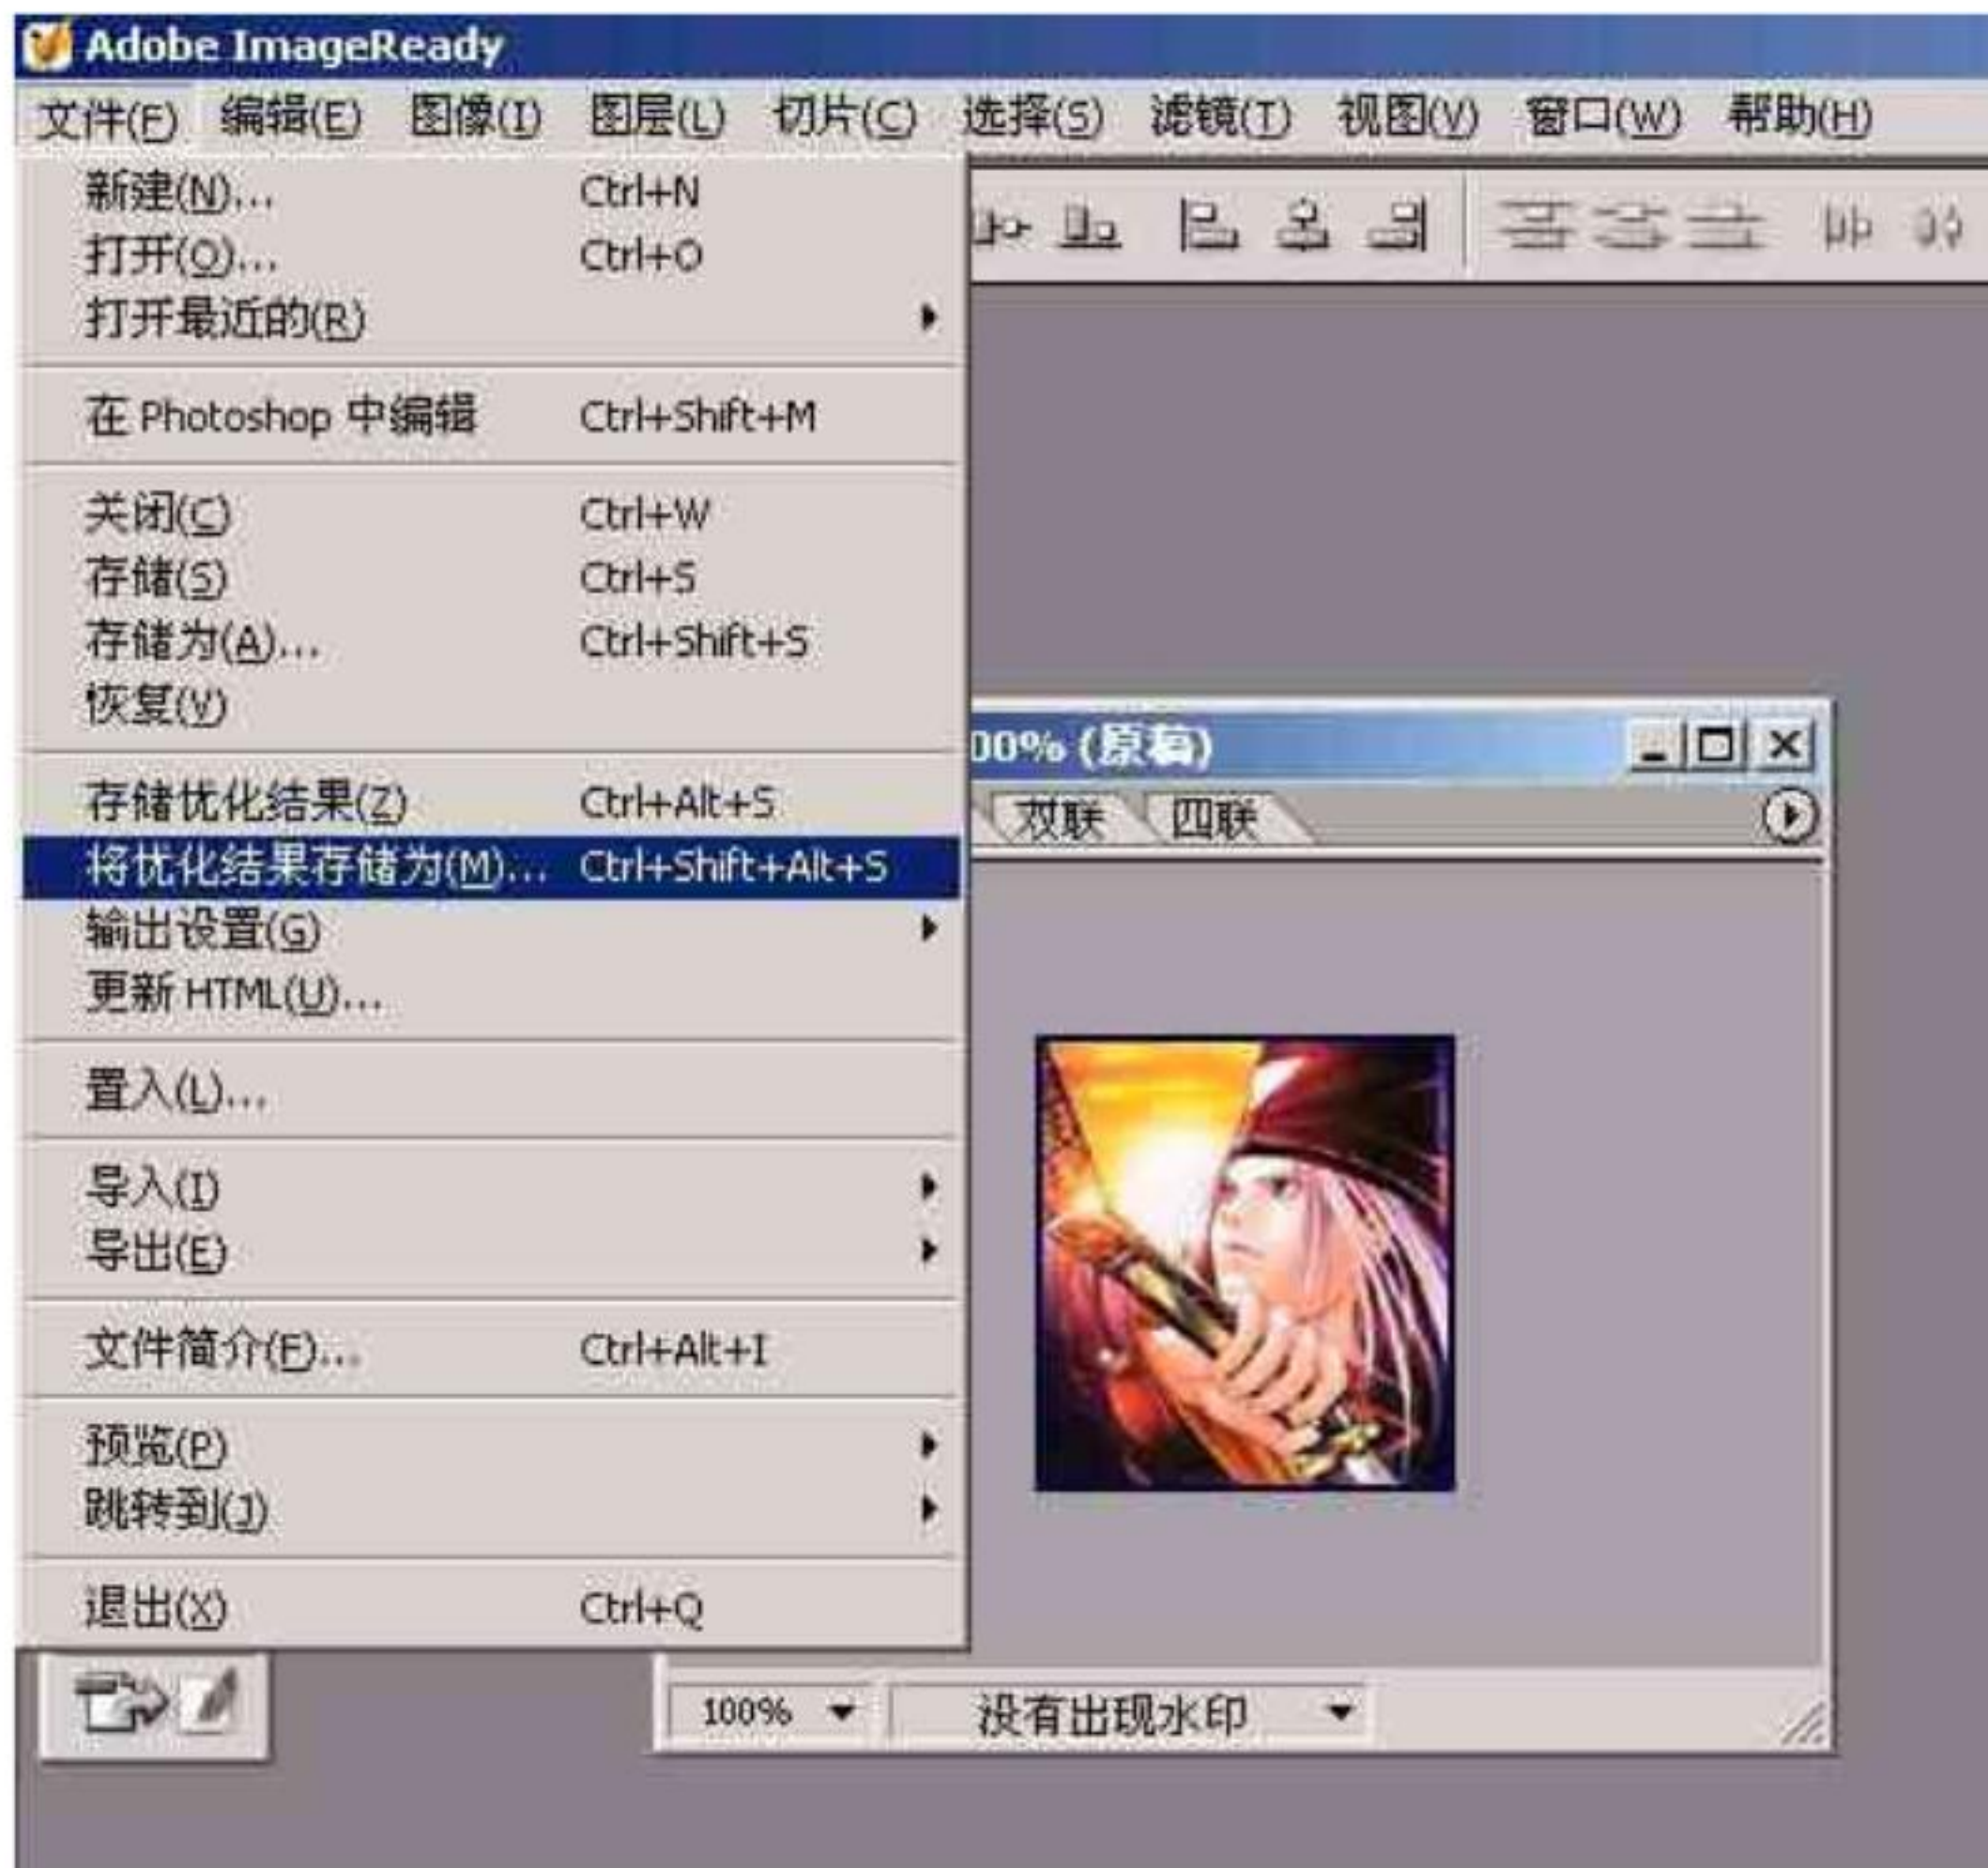 Adobe ImageReady
文件(F) 编辑(E) 图像(I) 图层(L) 切片(C) 选择(S) 滤镜(T) 视图(V) 窗口(W) 帮助(H)
新建(N)... Ctrl+N
打开(O)... Ctrl+O
打开最近的(R)
在 Photoshop 中编辑 Ctrl+Shift+M
关闭(C) Ctrl+W
存储(S) Ctrl+S
存储为(A)... Ctrl+Shift+S
恢复(V)
存储优化结果(Z) Ctrl+Alt+S
将优化结果存储为(M)... Ctrl+Shift+Alt+S
输出设置(G)
更新 HTML(U)...
置入(L)...
导入(I)
导出(E)
文件简介(F)... Ctrl+Alt+I
预览(P)
跳转到(J)
退出(X) Ctrl+Q
00% (原稿)
双联 四联
100% 没有出现水印